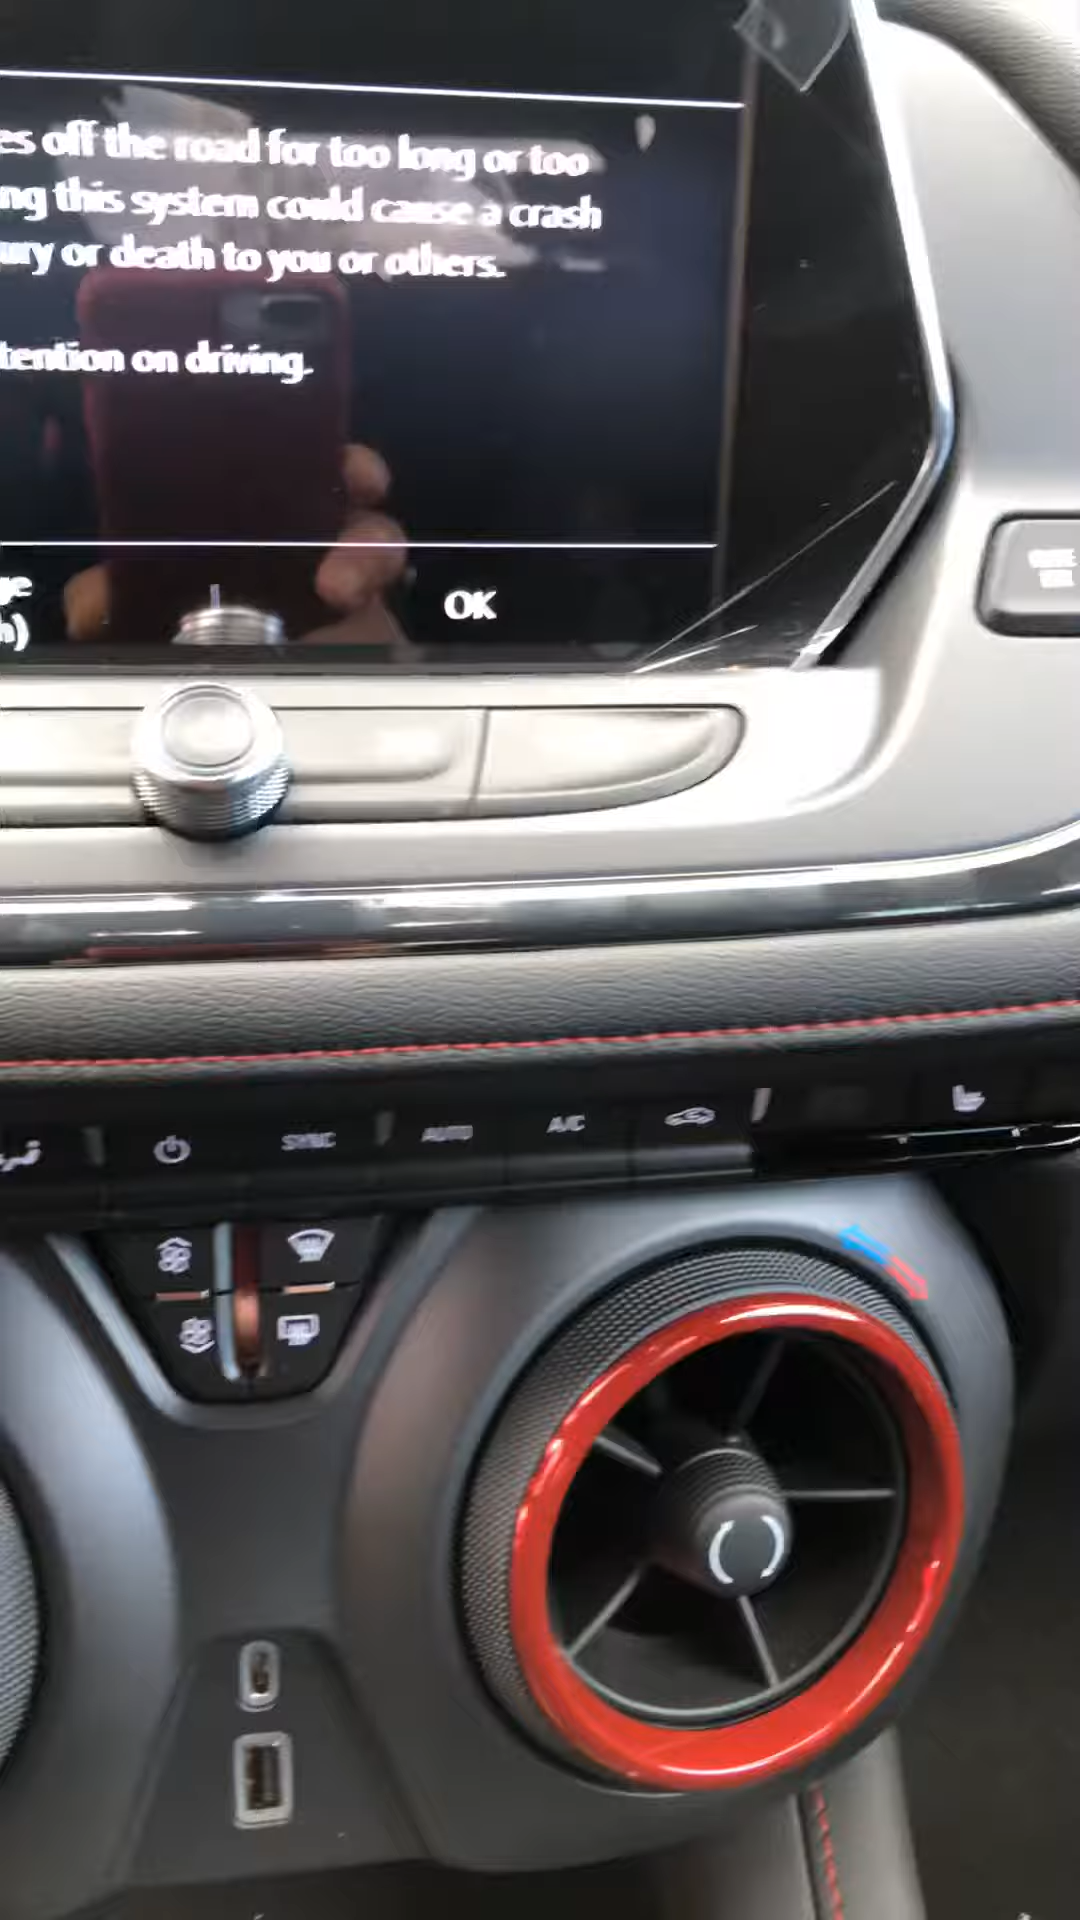 es off the road for too long or too
ng this system could cause a crash
ury or death to you or others.
tention on driving.
OK
SYNC
AUTO
A/C